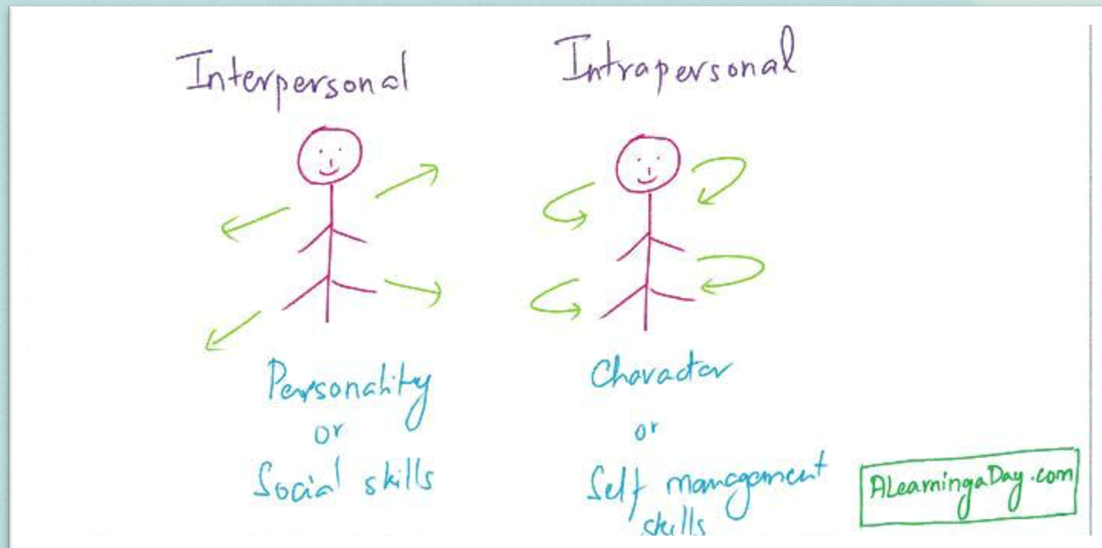 Interpersonal
Intrapersonal
Personality
or
Social skills
Character
or
Self management
skills
ALearningaDay.com